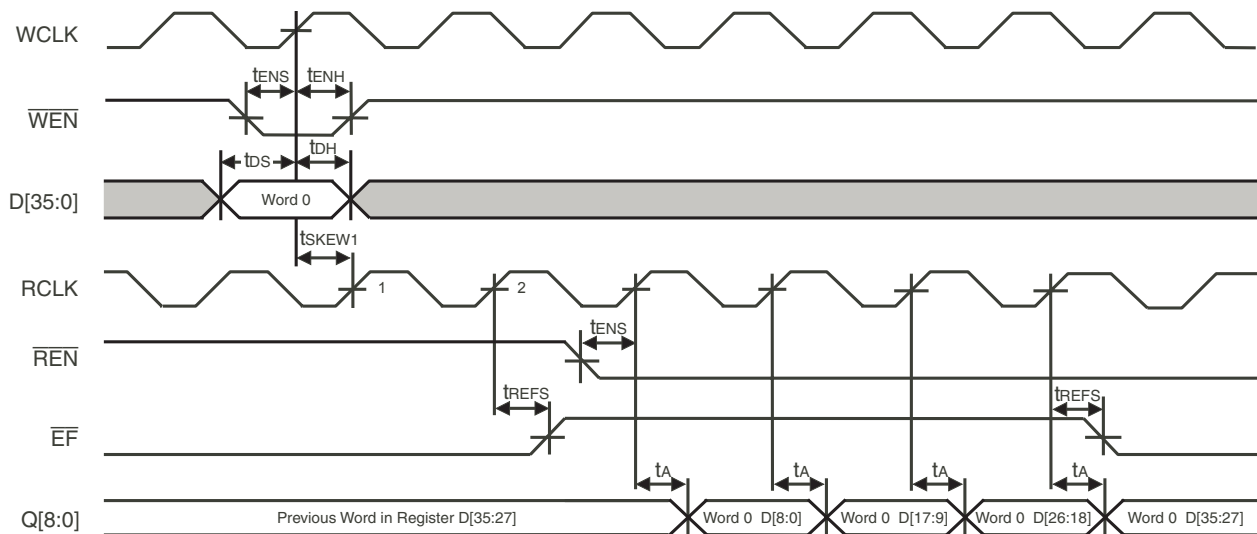 WCLK
tENS tENH
WEN
tDS tDH
D[35:0] Word 0
tSKEW1
RCLK 1 2
tENS
REN
tREFS tREFS
EF
tA tA tA tA
Q[8:0] Previous Word in Register D[35:27] Word 0 D[8:0] Word 0 D[17:9] Word 0 D[26:18] Word 0 D[35:27]